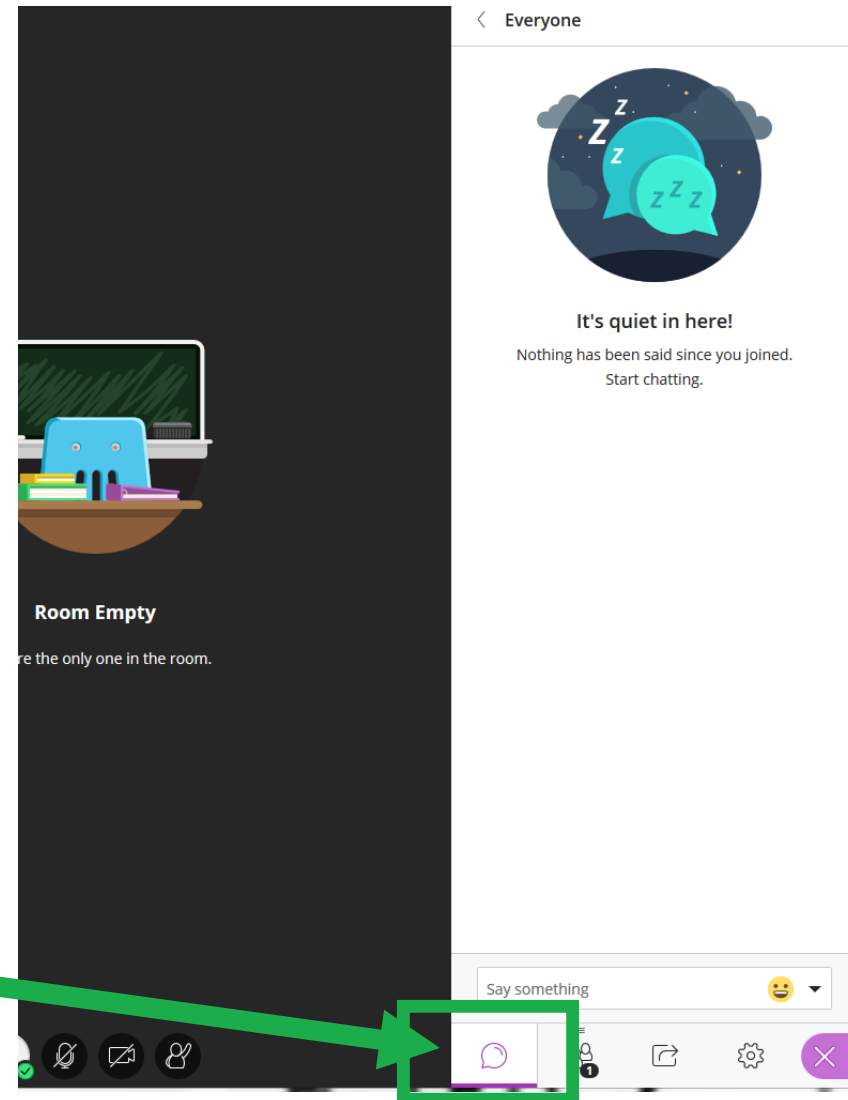 Everyone
z
Z
z
z z z
It's quiet in here!
Nothing has been said since you joined.
Start chatting.
Room Empty
re the only one in the room.
Say something
1